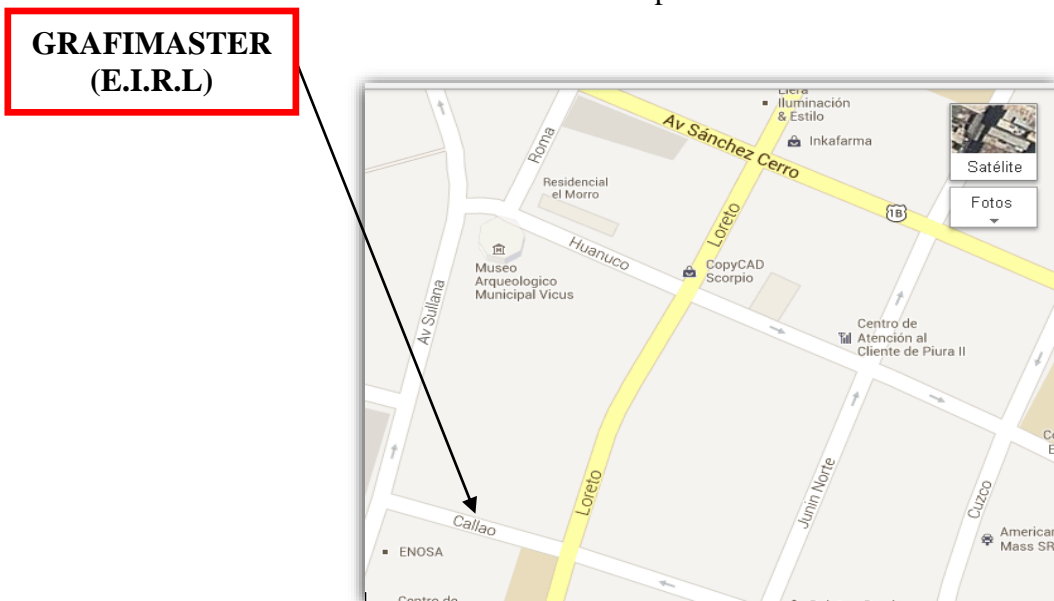 GRAFIMASTER
(E.I.R.L)
Iluminación
& Estilo
Av Sánchez Cerro
Inkafarma
Satélite
Fotos
Roma
Residencial
el Morro
1B
Loreto
Huanuco
Museo
Arqueologico
Municipal Vicus
CopyCAD
Scorpio
Av Sullana
Centro de
Atención al
Cliente de Piura II
Loreto
Junin Norte
Cuzco
Callao
ENOSA
American
Mass SR
Centro de